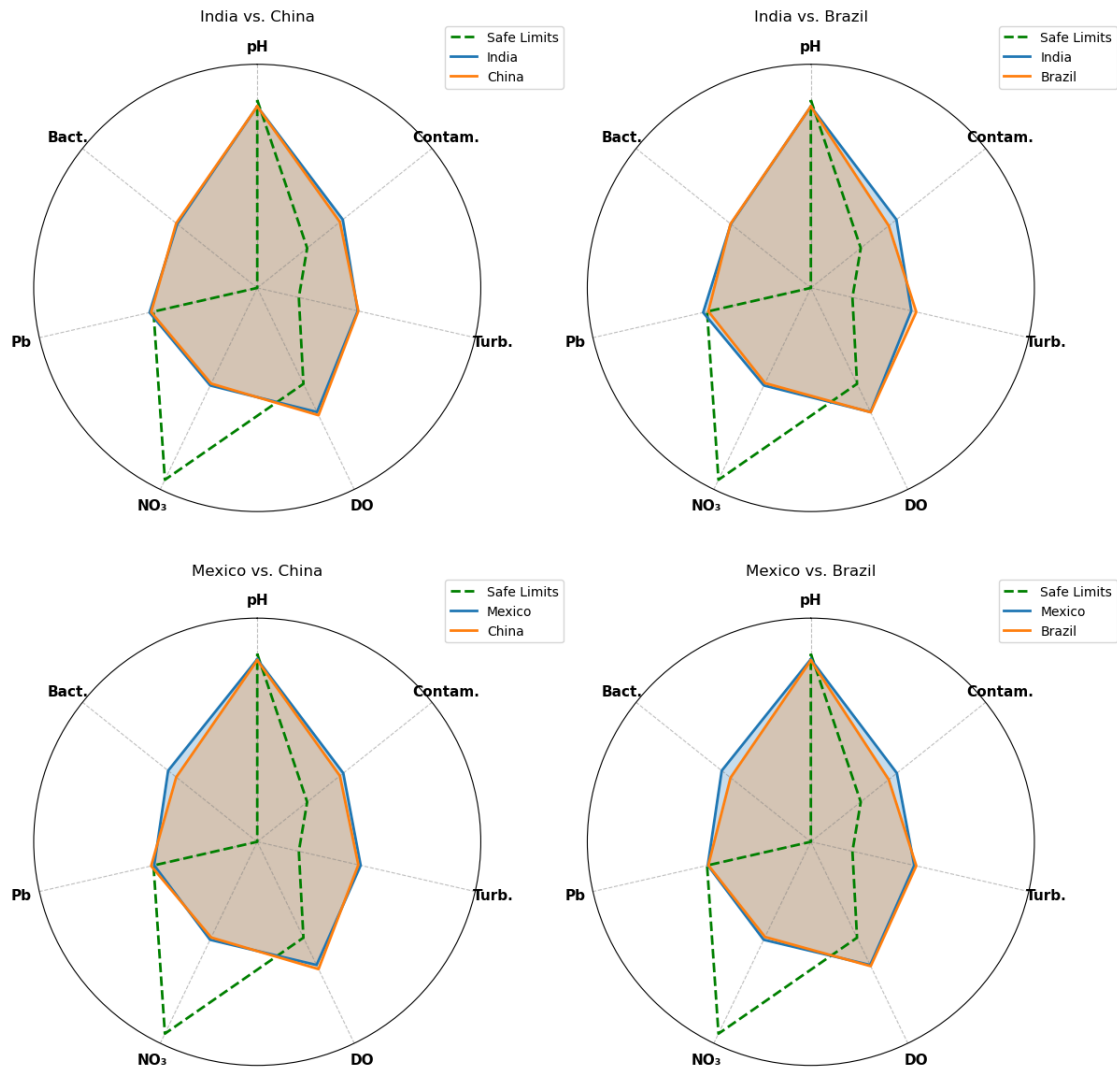 India vs. China
pH
Contam.
Turb.
DO
NO₃
Pb
Bact.
Safe Limits
India
China
India vs. Brazil
pH
Contam.
Turb.
DO
NO₃
Pb
Bact.
Safe Limits
India
Brazil
Mexico vs. China
pH
Contam.
Turb.
DO
NO₃
Pb
Bact.
Safe Limits
Mexico
China
Mexico vs. Brazil
pH
Contam.
Turb.
DO
NO₃
Pb
Bact.
Safe Limits
Mexico
Brazil